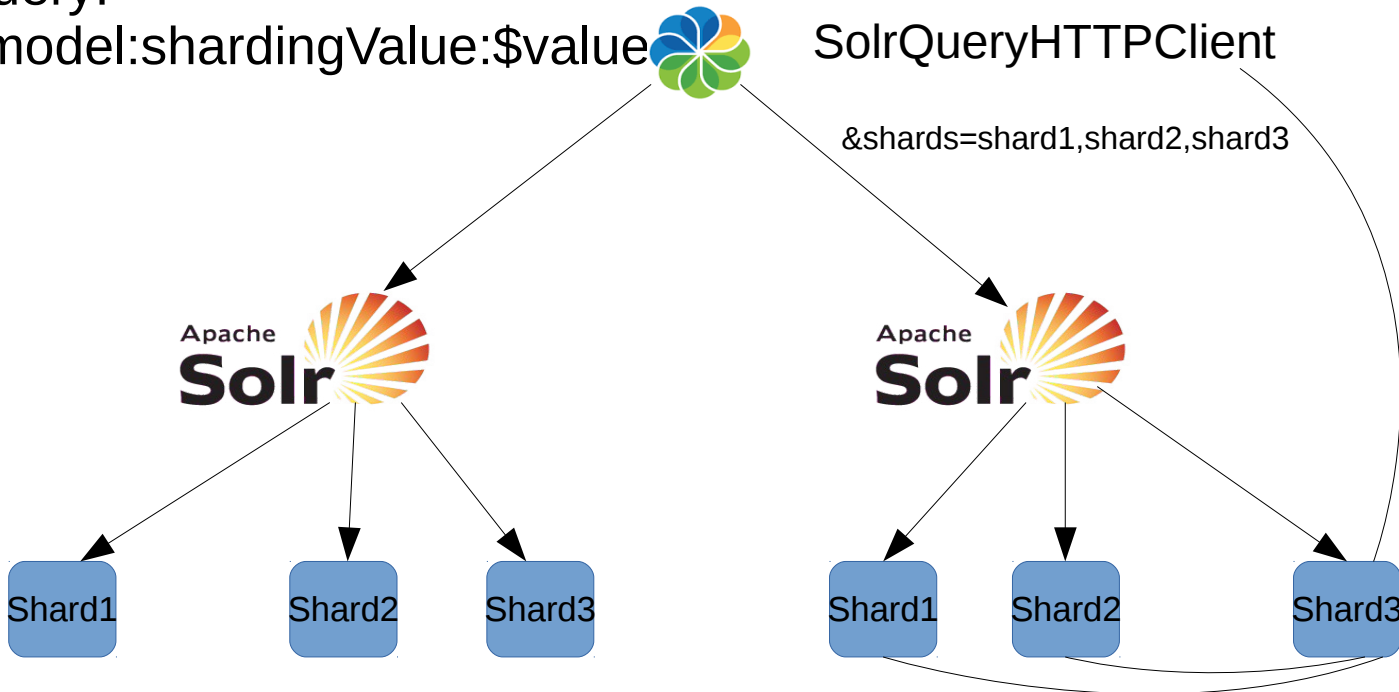 model:shardingValue:$value
SolrQueryHTTPClient
&shards=shard1,shard2,shard3
Apache
Solr
Apache
Solr
Shard1
Shard2
Shard3
Shard1
Shard2
Shard3